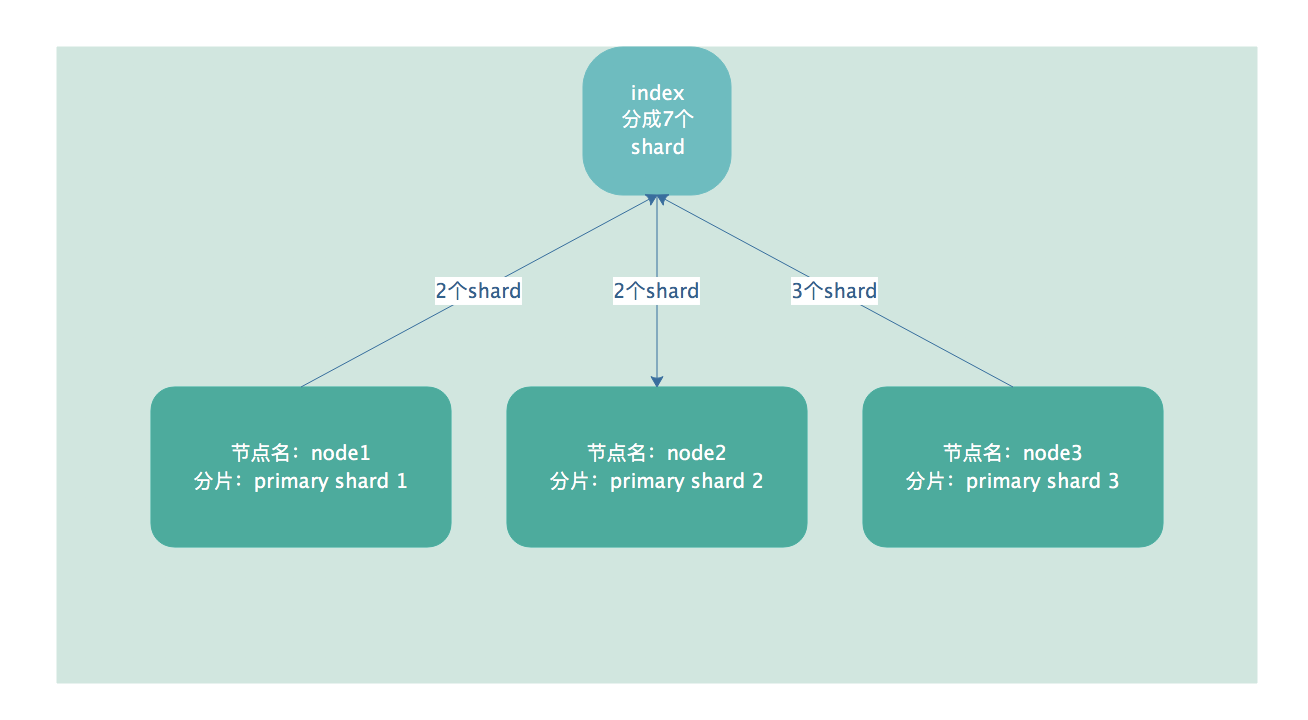 index
分成7个
shard
2个shard
2个shard
3个shard
节点名：node1
分片：primary shard 1
节点名：node2
分片：primary shard 2
节点名：node3
分片：primary shard 3